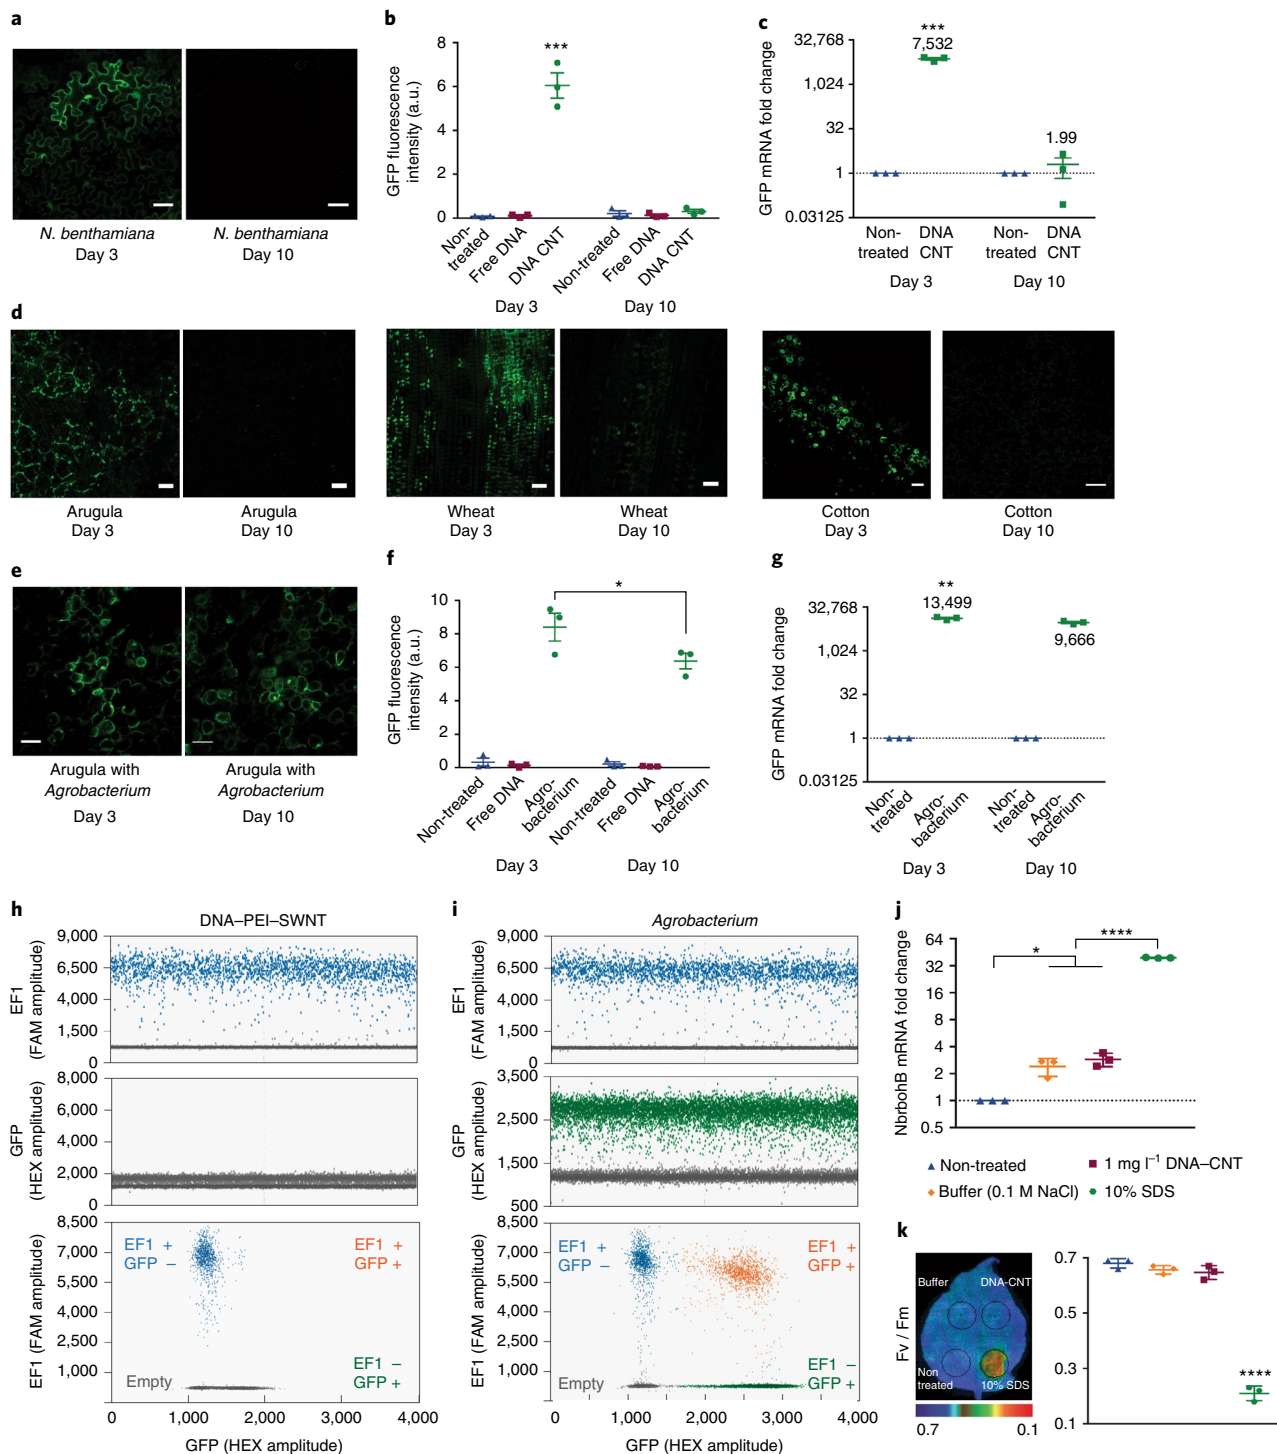 a
N. benthamiana
Day 3
N. benthamiana
Day 10
b
GFP fluorescence
intensity (a.u.)
8
6
4
2
0
***
Non-
treated
Free DNA
DNA CNT
Non-treated
Free DNA
DNA CNT
Day 3
Day 10
c
GFP mRNA fold change
32,768
1,024
32
1
0.03125
***
7,532
1.99
Non-
treated
DNA
CNT
Non-
treated
DNA
CNT
Day 3
Day 10
d
Arugula
Day 3
Arugula
Day 10
Wheat
Day 3
Wheat
Day 10
Cotton
Day 3
Cotton
Day 10
e
Arugula with
Agrobacterium
Day 3
Arugula with
Agrobacterium
Day 10
f
GFP fluorescence
intensity (a.u.)
10
8
6
4
2
0
*
Non-treated
Free DNA
Agro-
bacterium
Non-treated
Free DNA
Agro-
bacterium
Day 3
Day 10
g
GFP mRNA fold change
32,768
1,024
32
1
0.03125
**
13,499
9,666
Non-
treated
Agro-
bacterium
Non-
treated
Agro-
bacterium
Day 3
Day 10
h
DNA–PEI–SWNT
EF1
(FAM amplitude)
9,000
6,500
4,000
1,500
0
GFP
(HEX amplitude)
8,000
6,000
4,000
2,000
0
EF1 (FAM amplitude)
8,500
7,000
5,500
4,000
2,500
1,000
EF1 +
GFP –
EF1 +
GFP +
EF1 –
GFP +
Empty
0
1,000
2,000
3,000
4,000
GFP (HEX amplitude)
i
Agrobacterium
EF1
(FAM amplitude)
9,000
6,500
4,000
1,500
0
GFP
(HEX amplitude)
3,500
2,500
1,500
500
EF1 (FAM amplitude)
8,500
7,000
5,500
4,000
2,500
1,000
EF1 +
GFP –
EF1 +
GFP +
EF1 –
GFP +
Empty
0
1,000
2,000
3,000
4,000
GFP (HEX amplitude)
j
NbrbohB mRNA fold change
64
32
16
8
4
2
1
0.5
*
****
Non-treated
1 mg l⁻¹ DNA–CNT
Buffer (0.1 M NaCl)
10% SDS
k
Fv / Fm
Buffer
DNA-CNT
Non
treated
10% SDS
0.7
0.1
0.7
0.5
0.3
0.1
****